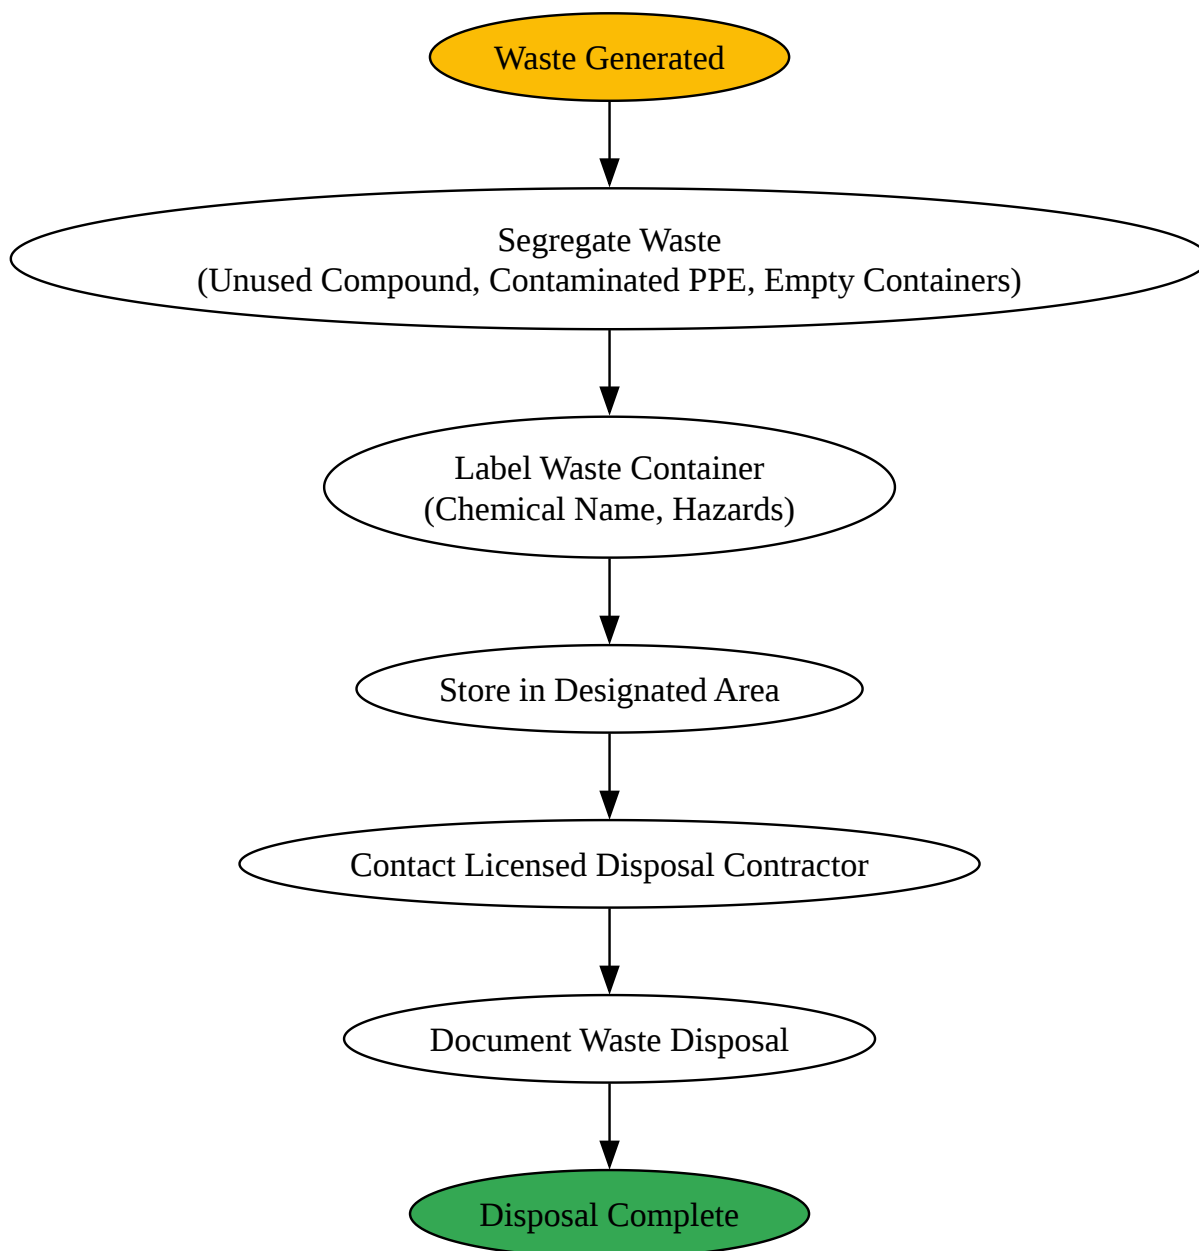 Waste Generated
Segregate Waste
(Unused Compound, Contaminated PPE, Empty Containers)
Label Waste Container
(Chemical Name, Hazards)
Store in Designated Area
Contact Licensed Disposal Contractor
Document Waste Disposal
Disposal Complete